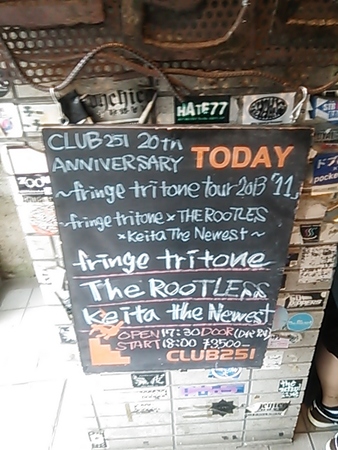 HATE77
CLUB251 20th
ANNIVERSARY TODAY
~fringe tritone tour 2013 '11,
~fringe tritone × THE ROOTLES
× Keita The Newest~
fringe tritone
The ROOTLESS
Keita the Newest
OPEN 17:30 DOOR
START 18:00 ¥3500
CLUB251